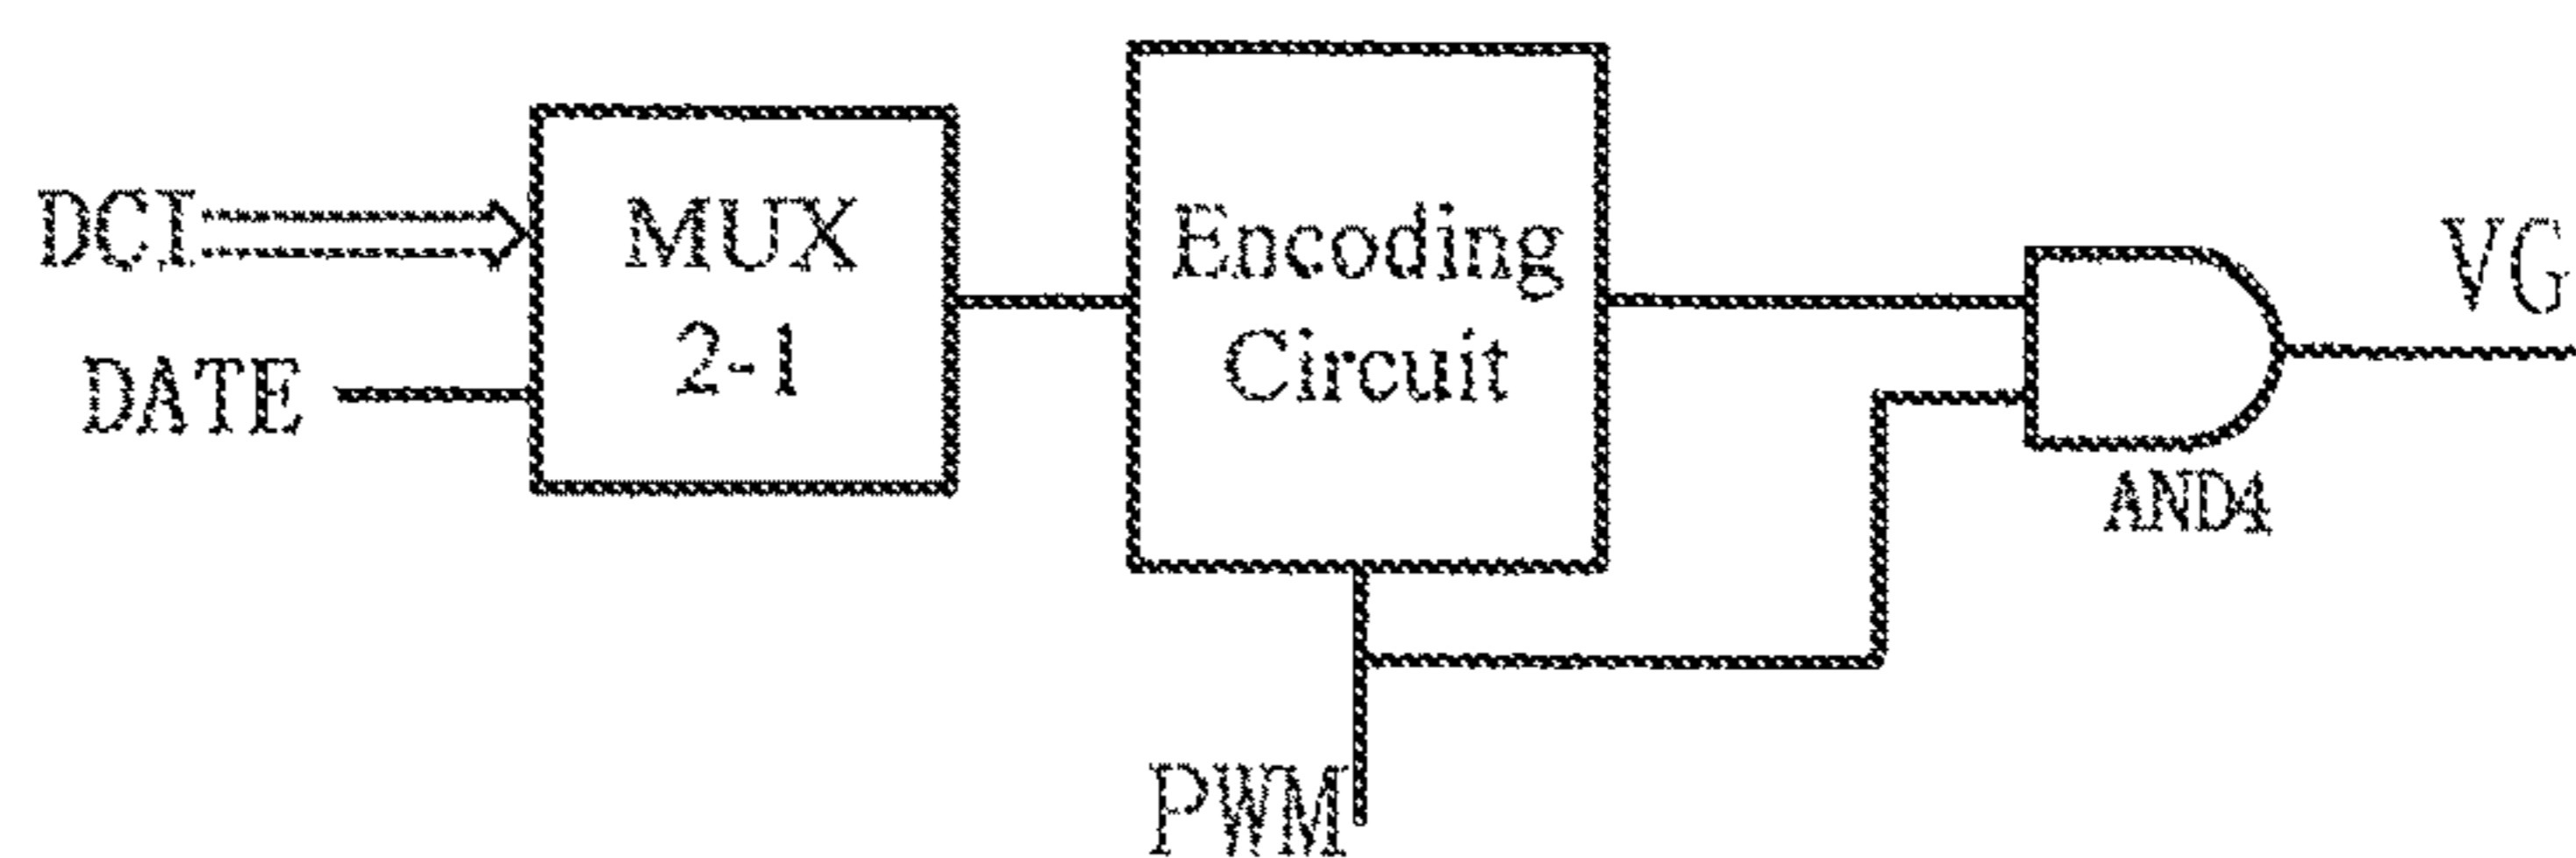 DCI
DATE
MUX
2-1
Encoding
Circuit
PWM
AND4
VG